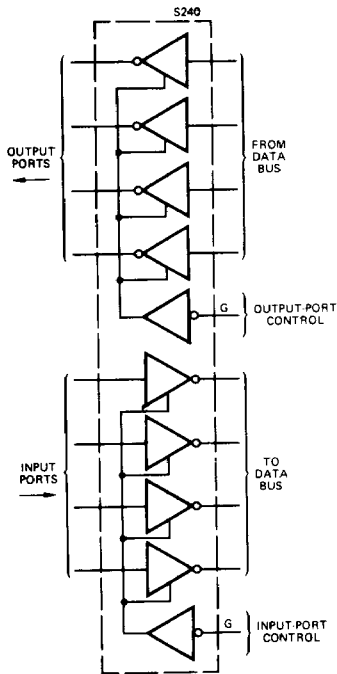 S240
OUTPUT
PORTS
FROM
DATA
BUS
G
OUTPUT-PORT
CONTROL
INPUT
PORTS
TO
DATA
BUS
G
INPUT-PORT
CONTROL